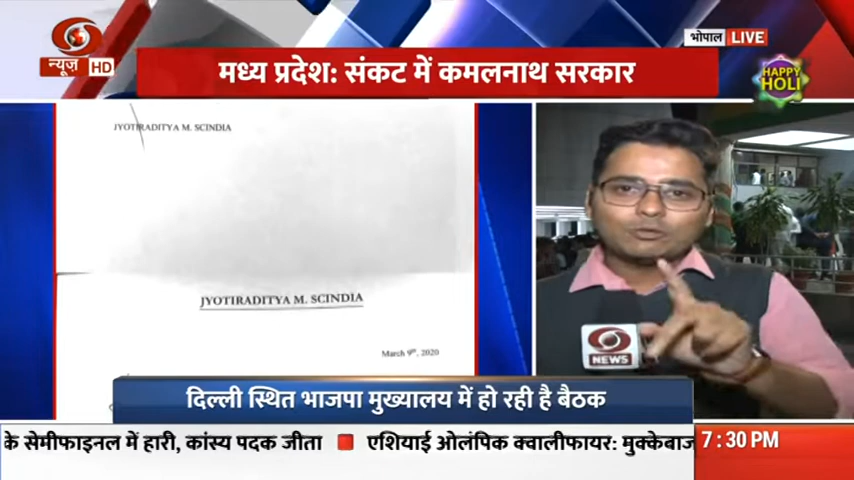 न्यूज़ HD
भोपाल LIVE
मध्य प्रदेश: संकट में कमलनाथ सरकार
HAPPY
HOLI
JYOTIRADITYA M. SCINDIA
JYOTIRADITYA M. SCINDIA
March 9th, 2020
NEWS
दिल्ली स्थित भाजपा मुख्यालय में हो रही है बैठक
के सेमीफाइनल में हारी, कांस्य पदक जीता एशियाई ओलंपिक क्वालीफायर: मुक्केबाज
7:30 PM